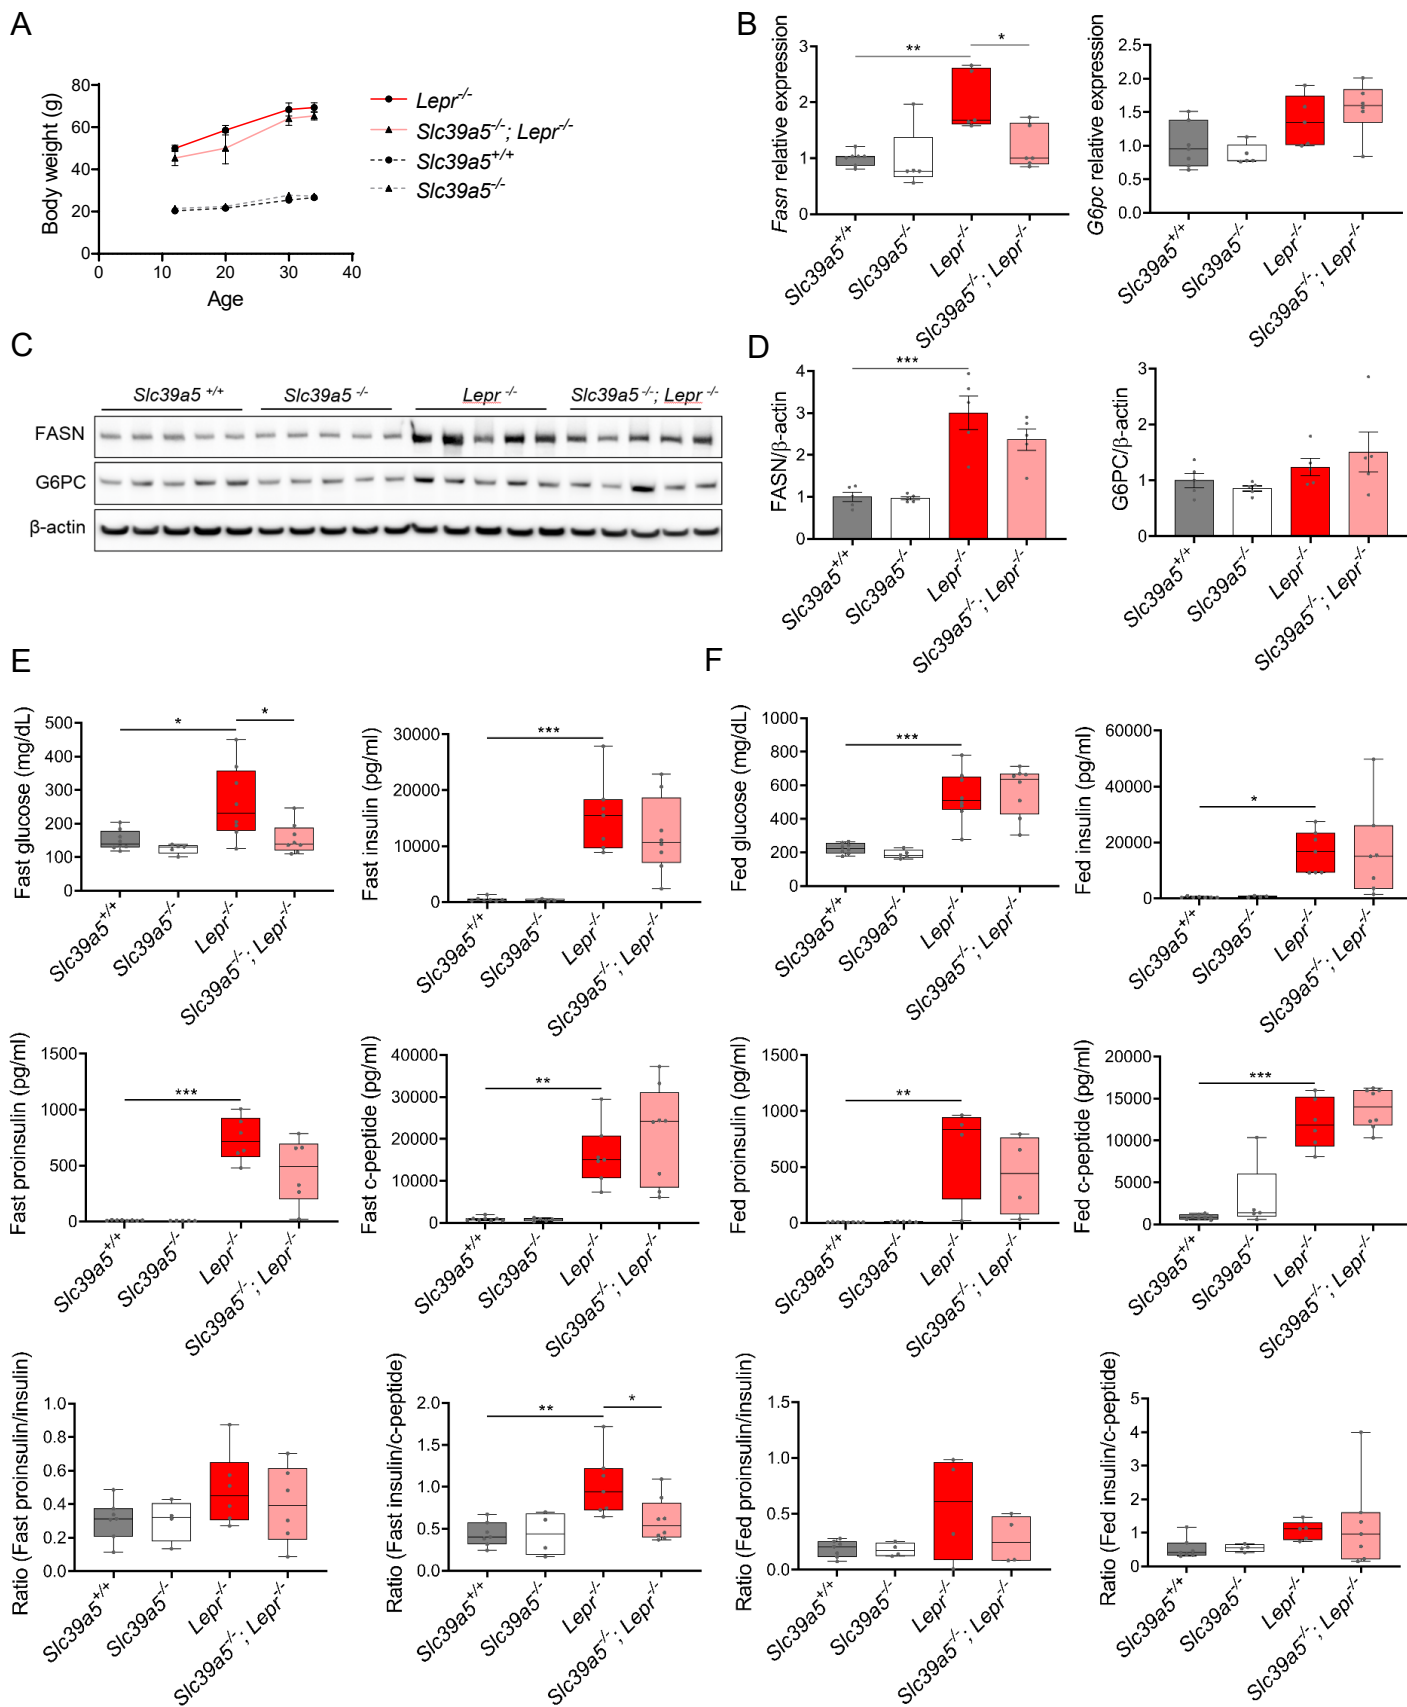 A
Body weight (g)
80
60
40
20
0
0 10 20 30 40
Age
Lepr-/-
Slc39a5-/-; Lepr-/-
Slc39a5+/+
Slc39a5-/-
B
Fasn relative expression
3
2
1
0
** *
Slc39a5+/+ Slc39a5-/- Lepr-/- Slc39a5-/-; Lepr-/-
G6pc relative expression
2.5
2.0
1.5
1.0
0.5
0.0
Slc39a5+/+ Slc39a5-/- Lepr-/- Slc39a5-/-; Lepr-/-
C
Slc39a5 +/+ Slc39a5 -/- Lepr -/- Slc39a5-/-; Lepr -/-
FASN
G6PC
β-actin
D
FASN/β-actin
4
3
2
1
0
***
Slc39a5+/+ Slc39a5-/- Lepr-/- Slc39a5-/-; Lepr-/-
G6PC/β-actin
3
2
1
0
Slc39a5+/+ Slc39a5-/- Lepr-/- Slc39a5-/-; Lepr-/-
E
Fast glucose (mg/dL)
500
400
300
200
100
0
* *
Slc39a5+/+ Slc39a5-/- Lepr-/- Slc39a5-/-; Lepr-/-
Fast insulin (pg/ml)
30000
20000
10000
0
***
Slc39a5+/+ Slc39a5-/- Lepr-/- Slc39a5-/-; Lepr-/-
F
Fed glucose (mg/dL)
1000
800
600
400
200
0
***
Slc39a5+/+ Slc39a5-/- Lepr-/- Slc39a5-/-; Lepr-/-
Fed insulin (pg/ml)
60000
40000
20000
0
*
Slc39a5+/+ Slc39a5-/- Lepr-/- Slc39a5-/-; Lepr-/-
Fast proinsulin (pg/ml)
1500
1000
500
0
***
Slc39a5+/+ Slc39a5-/- Lepr-/- Slc39a5-/-; Lepr-/-
Fast c-peptide (pg/ml)
40000
30000
20000
10000
0
**
Slc39a5+/+ Slc39a5-/- Lepr-/- Slc39a5-/-; Lepr-/-
Fed proinsulin (pg/ml)
1500
1000
500
0
**
Slc39a5+/+ Slc39a5-/- Lepr-/- Slc39a5-/-; Lepr-/-
Fed c-peptide (pg/ml)
20000
15000
10000
5000
0
***
Slc39a5+/+ Slc39a5-/- Lepr-/- Slc39a5-/-; Lepr-/-
Ratio (Fast proinsulin/insulin)
1.0
0.8
0.6
0.4
0.2
0.0
Slc39a5+/+ Slc39a5-/- Lepr-/- Slc39a5-/-; Lepr-/-
Ratio (Fast insulin/c-peptide)
2.0
1.5
1.0
0.5
0.0
** *
Slc39a5+/+ Slc39a5-/- Lepr-/- Slc39a5-/-; Lepr-/-
Ratio (Fed proinsulin/insulin)
1.5
1.0
0.5
0.0
Slc39a5+/+ Slc39a5-/- Lepr-/- Slc39a5-/-; Lepr-/-
Ratio (Fed insulin/c-peptide)
5
4
3
2
1
0
Slc39a5+/+ Slc39a5-/- Lepr-/- Slc39a5-/-; Lepr-/-